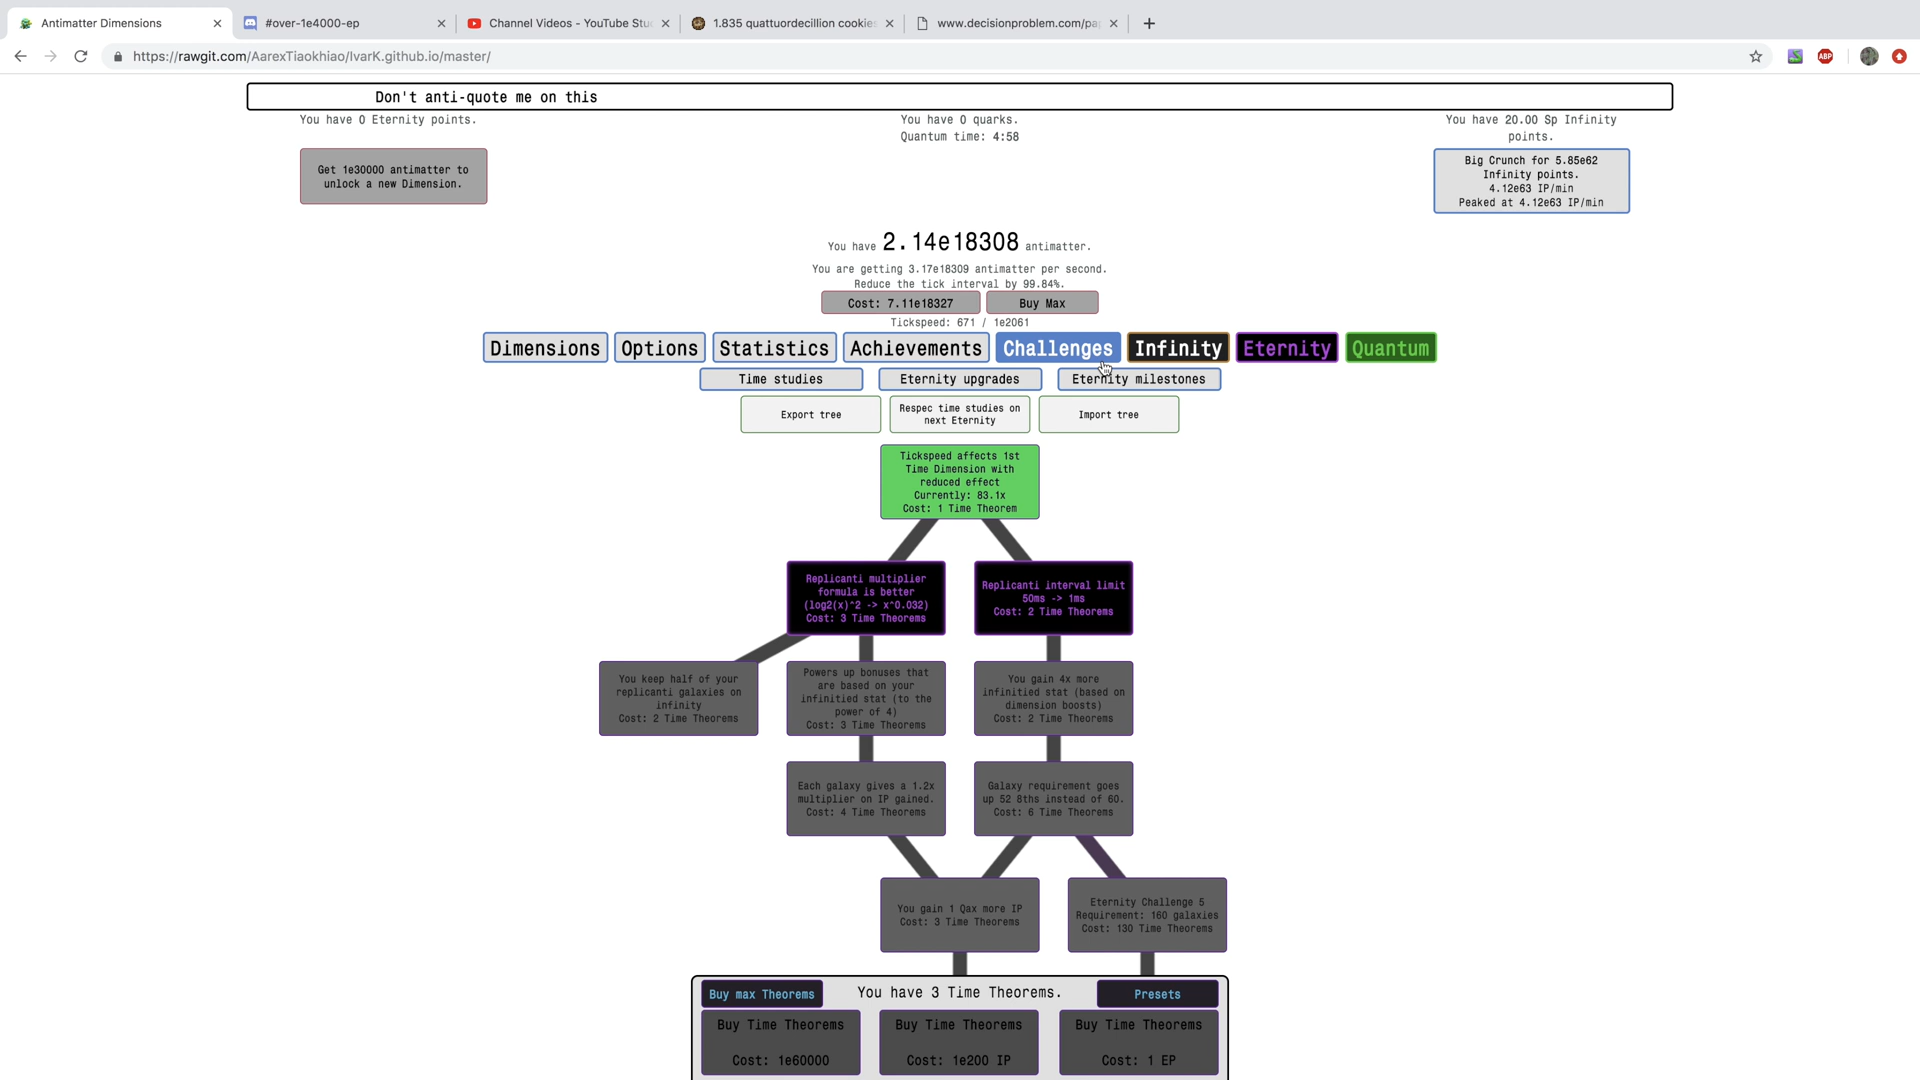 Antimatter Dimensions
#over-1e4000-ep
Channel Videos - YouTube Stu
1.835 quattuordecillion cookies
www.decisionproblem.com/pa
https://rawgit.com/AarexTiaokhiao/IvarK.github.io/master/
ABP
Don't anti-quote me on this
You have 0 Eternity points.
You have 0 quarks.
Quantum time: 4:58
You have 20.00 Sp Infinity
points.
Get 1e30000 antimatter to
unlock a new Dimension.
Big Crunch for 5.85e62
Infinity points.
4.12e63 IP/min
Peaked at 4.12e63 IP/min
You have 2.14e18308 antimatter.
You are getting 3.17e18309 antimatter per second.
Reduce the tick interval by 99.84%.
Cost: 7.11e18327
Buy Max
Tickspeed: 671 / 1e2061
Dimensions
Options
Statistics
Achievements
Challenges
Infinity
Eternity
Quantum
Time studies
Eternity upgrades
Eternity milestones
Export tree
Respec time studies on
next Eternity
Import tree
Tickspeed affects 1st
Time Dimension with
reduced effect
Currently: 83.1x
Cost: 1 Time Theorem
Replicanti multiplier
formula is better
(log2(x)^2 -> x^0.032)
Cost: 3 Time Theorems
Replicanti interval limit
50ms -> 1ms
Cost: 2 Time Theorems
You keep half of your
replicanti galaxies on
infinity
Cost: 2 Time Theorems
Powers up bonuses that
are based on your
infinitied stat (to the
power of 4)
Cost: 3 Time Theorems
You gain 4x more
infinitied stat (based on
dimension boosts)
Cost: 2 Time Theorems
Each galaxy gives a 1.2x
multiplier on IP gained.
Cost: 4 Time Theorems
Galaxy requirement goes
up 52 8ths instead of 60.
Cost: 6 Time Theorems
You gain 1 Qax more IP
Cost: 3 Time Theorems
Eternity Challenge 5
Requirement: 160 galaxies
Cost: 130 Time Theorems
Buy max Theorems
You have 3 Time Theorems.
Presets
Buy Time Theorems
Cost: 1e60000
Buy Time Theorems
Cost: 1e200 IP
Buy Time Theorems
Cost: 1 EP